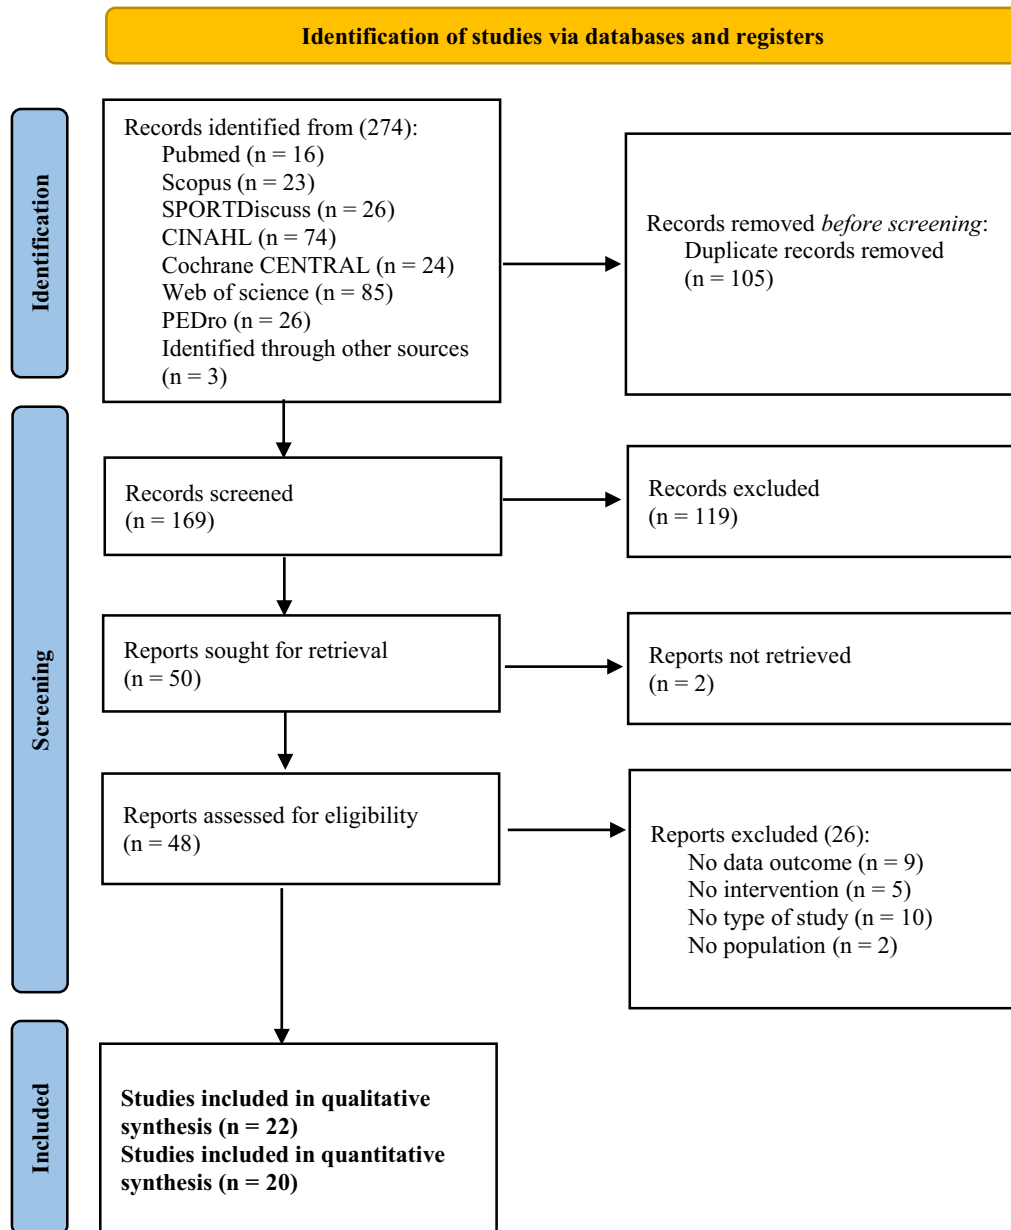 Identification of studies via databases and registers
Identification
Records identified from (274):
Pubmed (n = 16)
Scopus (n = 23)
SPORTDiscuss (n = 26)
CINAHL (n = 74)
Cochrane CENTRAL (n = 24)
Web of science (n = 85)
PEDro (n = 26)
Identified through other sources
(n = 3)
Records removed before screening:
Duplicate records removed
(n = 105)
Screening
Records screened
(n = 169)
Records excluded
(n = 119)
Reports sought for retrieval
(n = 50)
Reports not retrieved
(n = 2)
Reports assessed for eligibility
(n = 48)
Reports excluded (26):
No data outcome (n = 9)
No intervention (n = 5)
No type of study (n = 10)
No population (n = 2)
Included
Studies included in qualitative
synthesis (n = 22)
Studies included in quantitative
synthesis (n = 20)